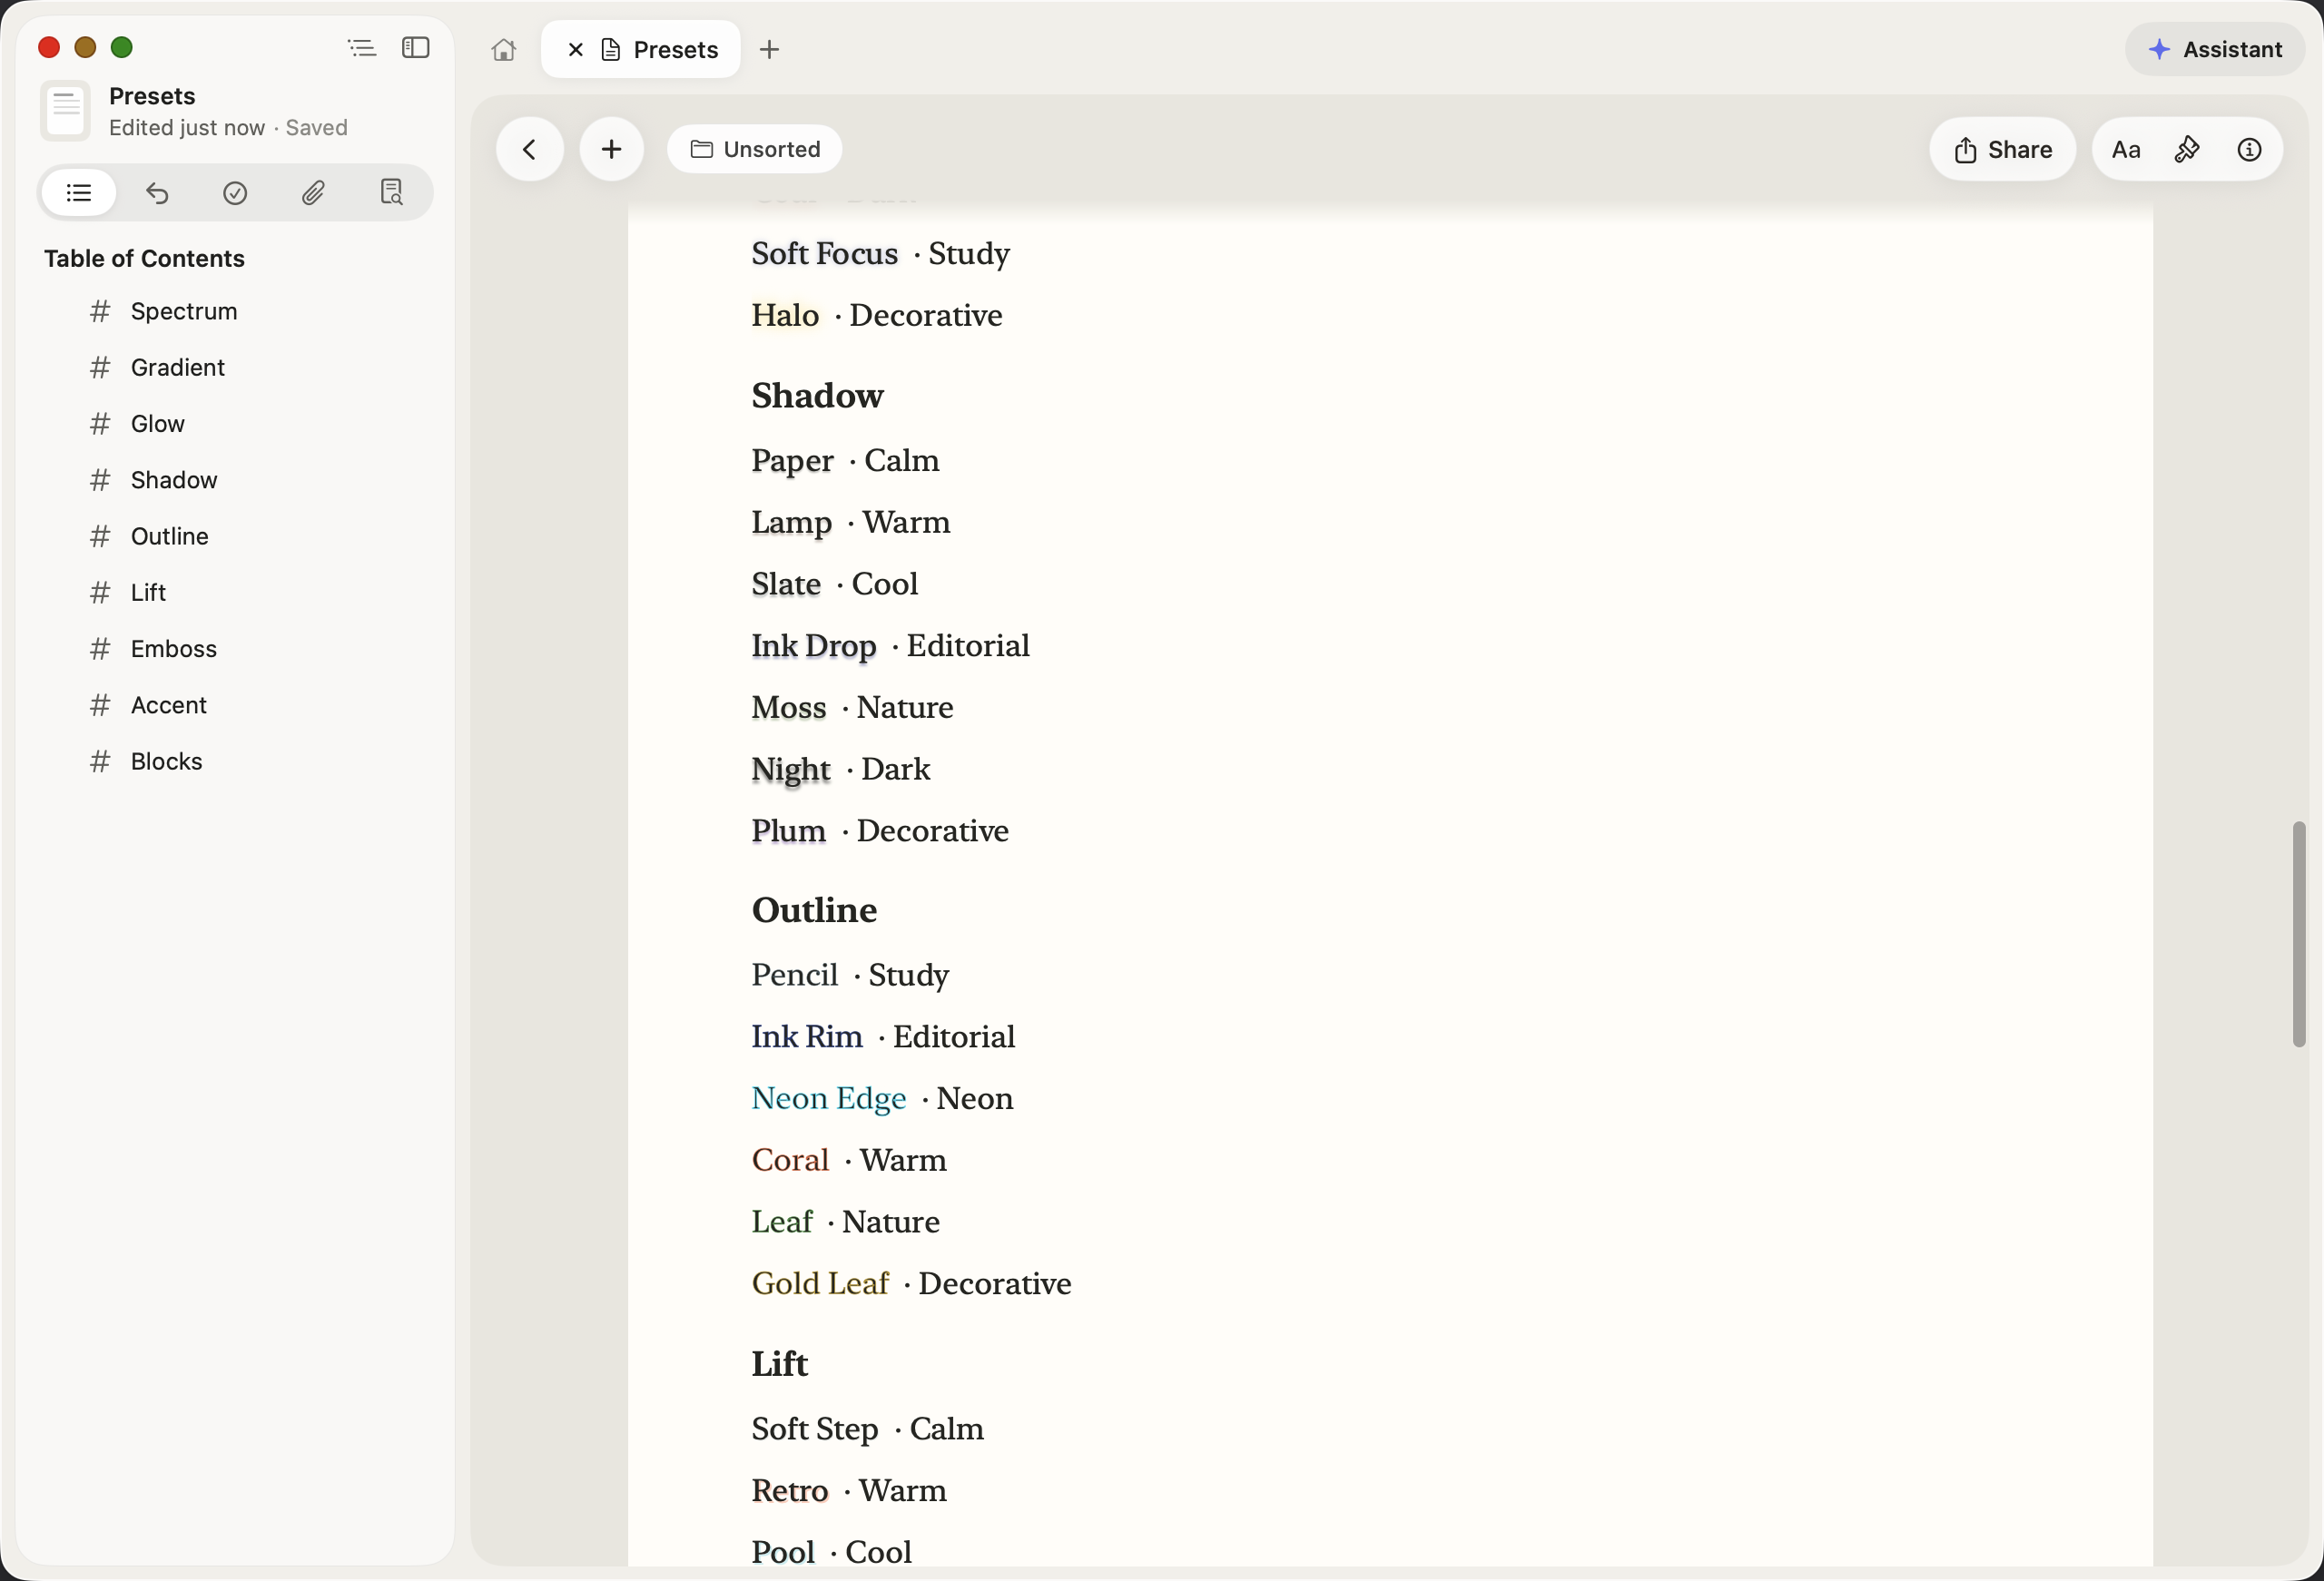 Presets
Edited just now · Saved
Table of Contents
# Spectrum
# Gradient
# Glow
# Shadow
# Outline
# Lift
# Emboss
# Accent
# Blocks
Presets
Assistant
Unsorted
Share
Aa
Soft Focus · Study
Halo · Decorative
Shadow
Paper · Calm
Lamp · Warm
Slate · Cool
Ink Drop · Editorial
Moss · Nature
Night · Dark
Plum · Decorative
Outline
Pencil · Study
Ink Rim · Editorial
Neon Edge · Neon
Coral · Warm
Leaf · Nature
Gold Leaf · Decorative
Lift
Soft Step · Calm
Retro · Warm
Pool · Cool